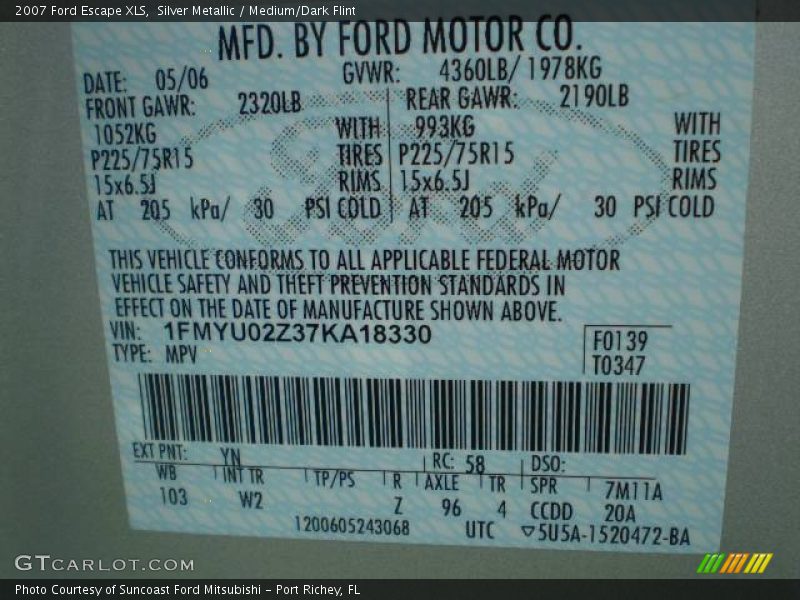 2007 Ford Escape XLS,  Silver Metallic / Medium/Dark Flint
MFD. BY FORD MOTOR CO.
DATE: 05/06 GVWR: 4360LB/ 1978KG
FRONT GAWR: 2320LB REAR GAWR: 2190LB
1052KG WITH 993KG WITH
P225/75R15 TIRES P225/75R15 TIRES
15x6.5J RIMS 15x6.5J RIMS
AT 205 kPa/ 30 PSI COLD AT 205 kPa/ 30 PSI COLD
Ford
THIS VEHICLE CONFORMS TO ALL APPLICABLE FEDERAL MOTOR
VEHICLE SAFETY AND THEFT PREVENTION STANDARDS IN
EFFECT ON THE DATE OF MANUFACTURE SHOWN ABOVE.
VIN: 1FMYU02Z37KA18330
TYPE: MPV
F0139
T0347
EXT PNT: YN RC: 58 DSO:
WB INT TR TP/PS R AXLE TR SPR 7M11A
103 W2 Z 96 4 CCDD 20A
1200605243068 UTC ▽5U5A-1520472-BA
GTCARLOT.COM
Photo Courtesy of Suncoast Ford Mitsubishi - Port Richey, FL